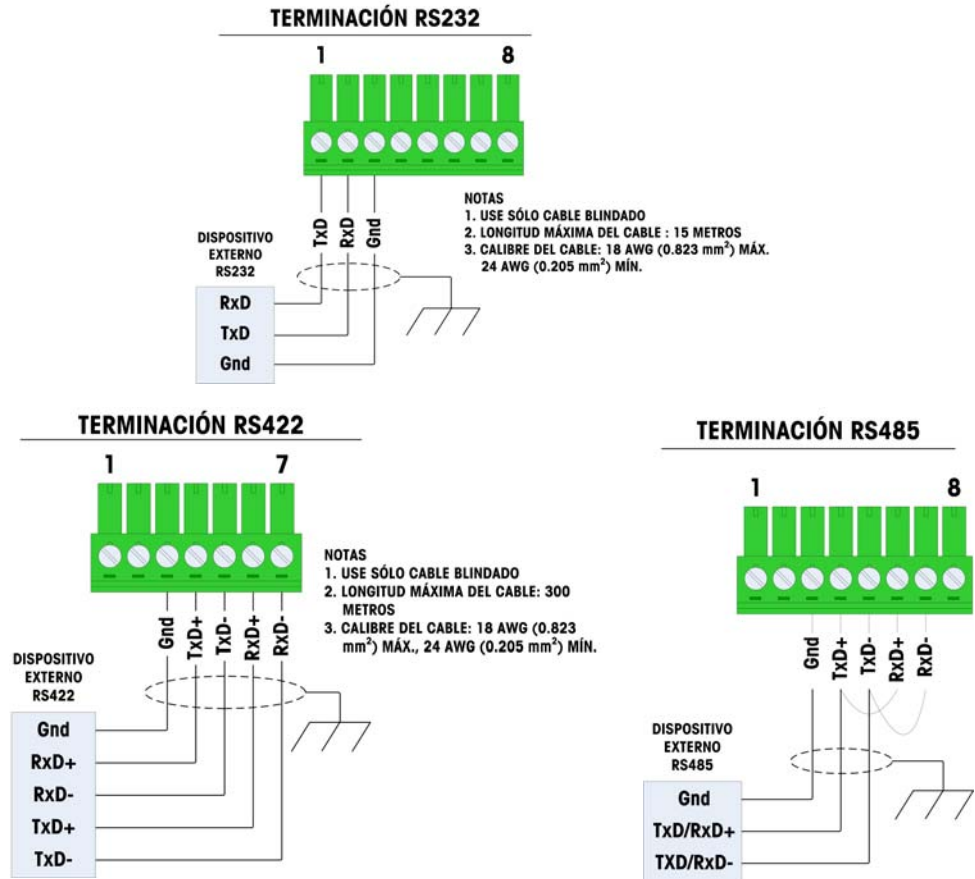 TERMINACIÓN RS232
1 8
TxD
RxD
Gnd
DISPOSITIVO
EXTERNO
RS232
RxD
TxD
Gnd
NOTAS
1. USE SÓLO CABLE BLINDADO
2. LONGITUD MÁXIMA DEL CABLE : 15 METROS
3. CALIBRE DEL CABLE: 18 AWG (0.823 mm²) MÁX.
24 AWG (0.205 mm²) MÍN.
TERMINACIÓN RS422
1 7
Gnd
TxD+
TxD-
RxD+
RxD-
DISPOSITIVO
EXTERNO
RS422
Gnd
RxD+
RxD-
TxD+
TxD-
NOTAS
1. USE SÓLO CABLE BLINDADO
2. LONGITUD MÁXIMA DEL CABLE: 300
METROS
3. CALIBRE DEL CABLE: 18 AWG (0.823
mm²) MÁX., 24 AWG (0.205 mm²) MÍN.
TERMINACIÓN RS485
1 8
Gnd
TxD+
TxD-
RxD+
RxD-
DISPOSITIVO
EXTERNO
RS485
Gnd
TxD/RxD+
TXD/RxD-